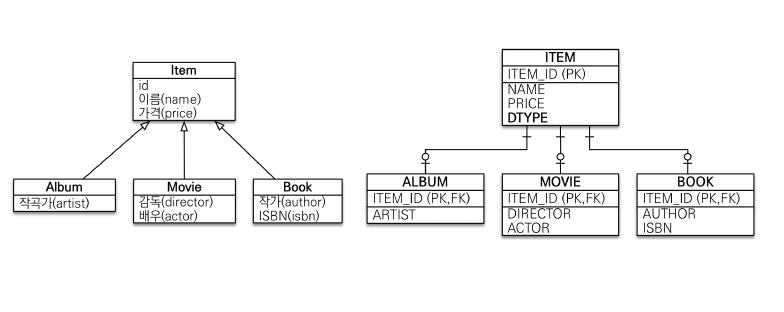 Item
id
이름(name)
가격(price)
Album
작곡가(artist)
Movie
감독(director)
배우(actor)
Book
작가(author)
ISBN(isbn)
ITEM
ITEM_ID (PK)
NAME
PRICE
DTYPE
ALBUM
ITEM_ID (PK,FK)
ARTIST
MOVIE
ITEM_ID (PK,FK)
DIRECTOR
ACTOR
BOOK
ITEM_ID (PK,FK)
AUTHOR
ISBN